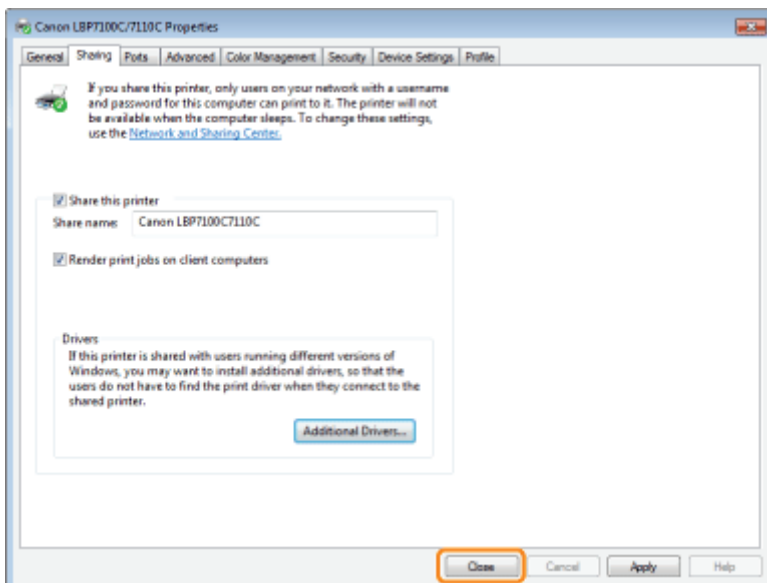 Canon LBP7100C/7110C Properties
General Sharing Ports Advanced Color Management Security Device Settings Profile
If you share this printer, only users on your network with a username
and password for this computer can print to it. The printer will not
be available when the computer sleeps. To change these settings,
use the Network and Sharing Center.
Share this printer
Share name: Canon LBP7100C7110C
Render print jobs on client computers
Drivers
If this printer is shared with users running different versions of
Windows, you may want to install additional drivers, so that the
users do not have to find the print driver when they connect to the
shared printer.
Additional Drivers...
Close Cancel Apply Help